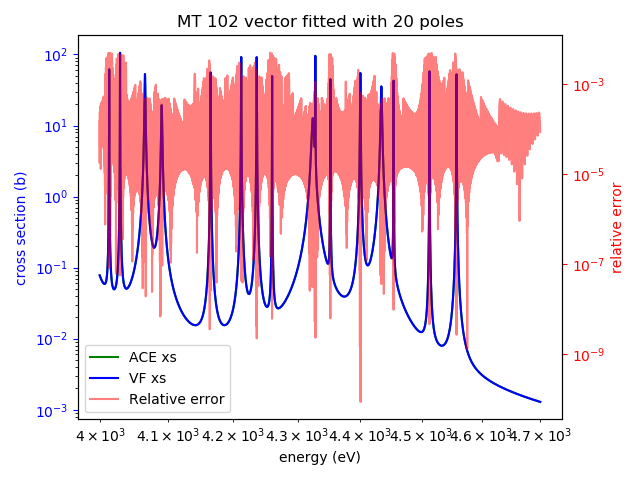 MT 102 vector fitted with 20 poles
cross section (b)
10²
10¹
10⁰
10⁻¹
10⁻²
10⁻³
ACE xs
VF xs
Relative error
10⁻³
10⁻⁵
10⁻⁷
10⁻⁹
relative error
4 × 10³ 4.1 × 10³ 4.2 × 10³ 4.3 × 10³ 4.4 × 10³ 4.5 × 10³ 4.6 × 10³ 4.7 × 10³
energy (eV)